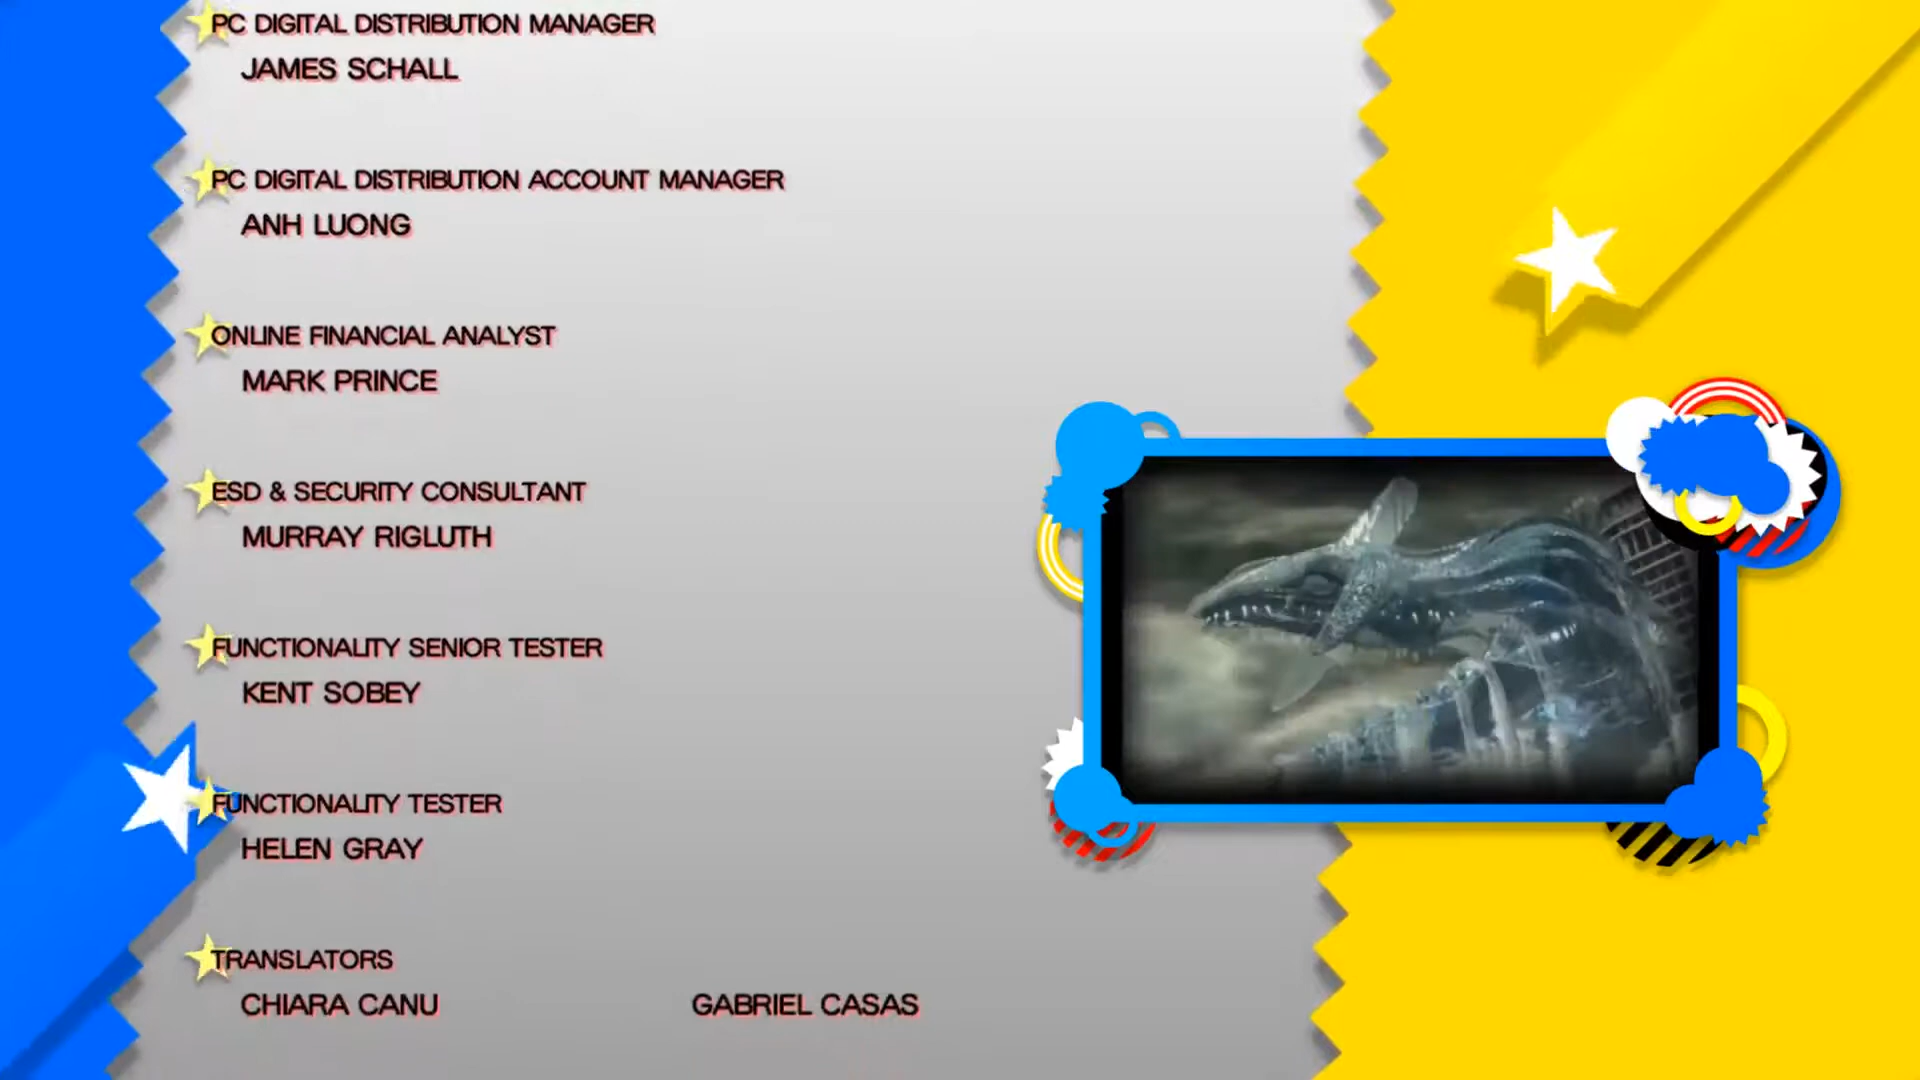 PC DIGITAL DISTRIBUTION MANAGER
JAMES SCHALL
PC DIGITAL DISTRIBUTION ACCOUNT MANAGER
ANH LUONG
ONLINE FINANCIAL ANALYST
MARK PRINCE
ESD & SECURITY CONSULTANT
MURRAY RIGLUTH
FUNCTIONALITY SENIOR TESTER
KENT SOBEY
FUNCTIONALITY TESTER
HELEN GRAY
TRANSLATORS
CHIARA CANU GABRIEL CASAS